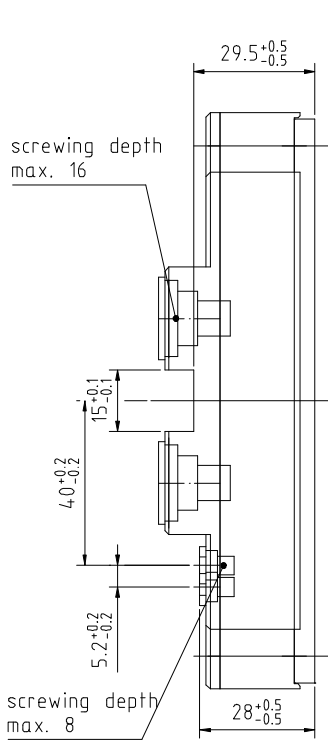 29.5+0.5-0.5
screwing depth
max. 16
15+0.1-0.1
40+0.2-0.2
5.2+0.2-0.2
screwing depth
max. 8
28+0.5-0.5